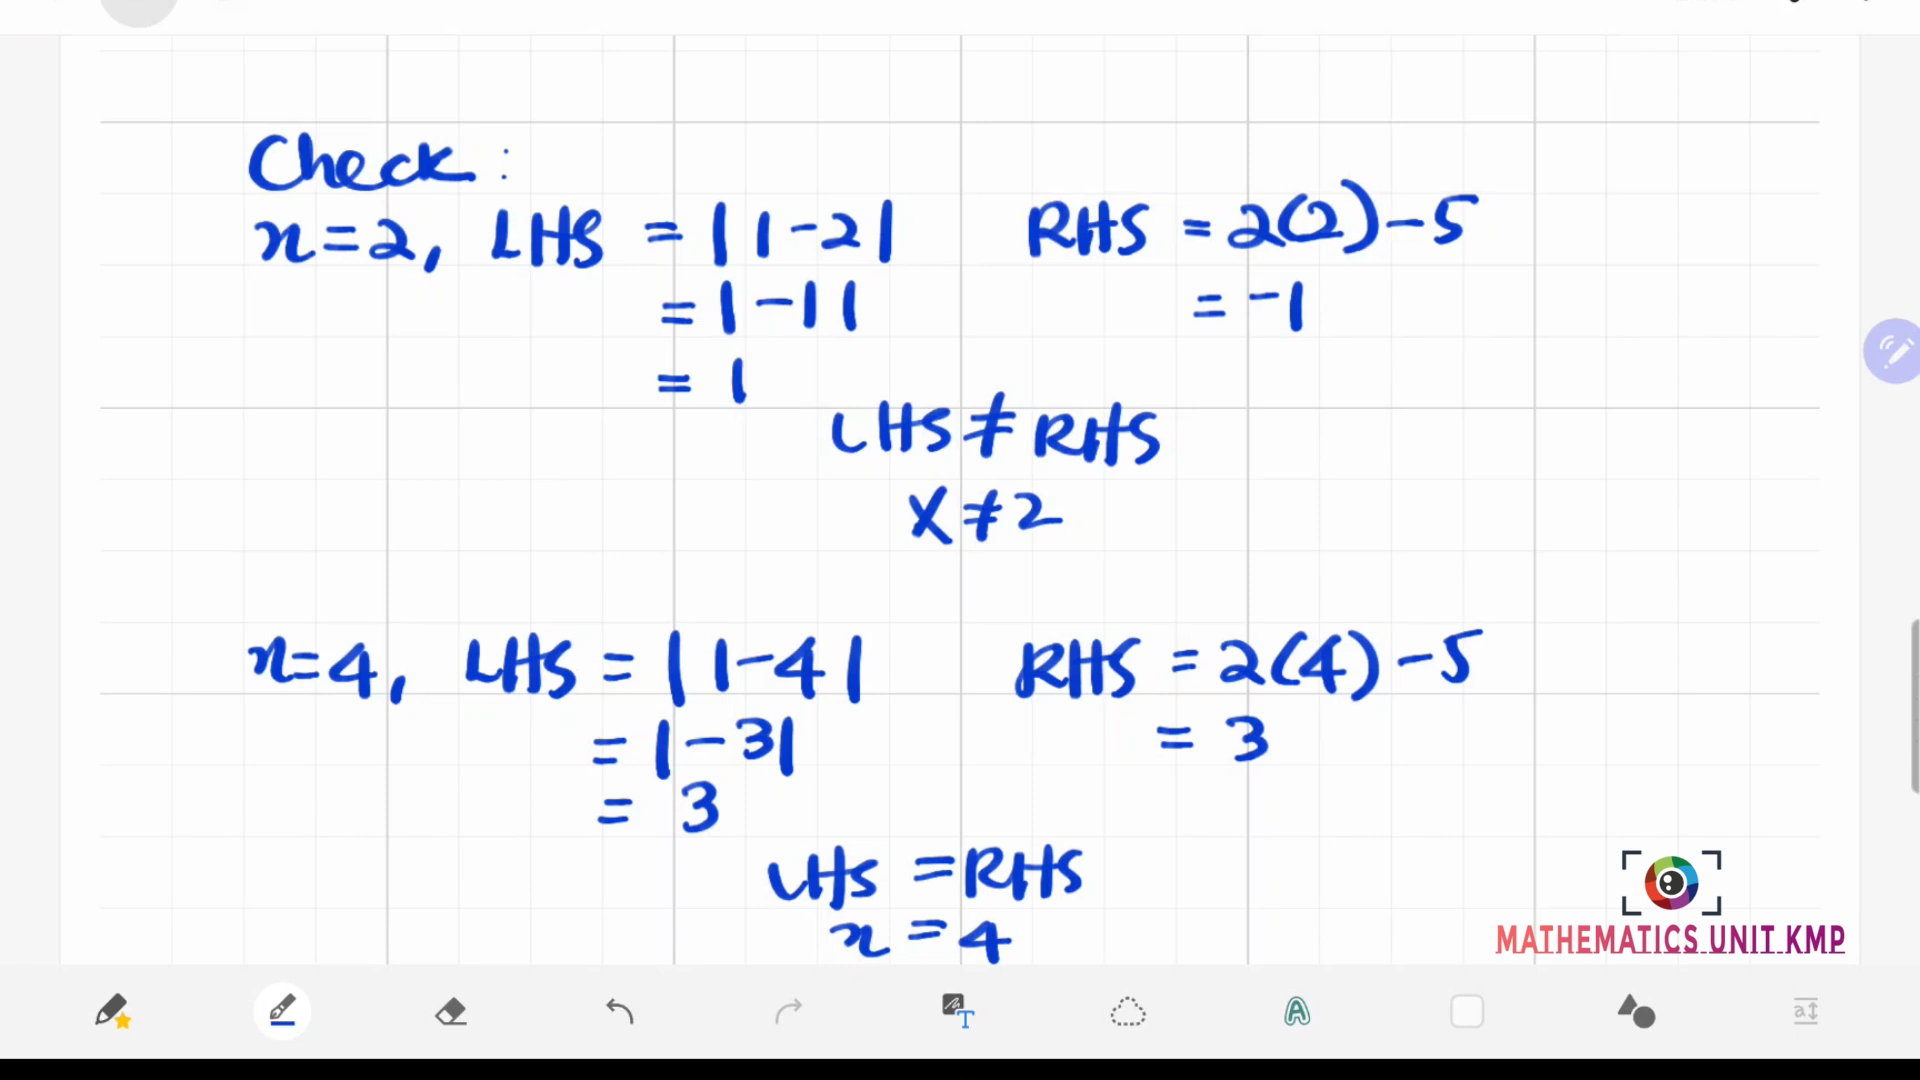 Check :
x=2, LHS = |1-2| RHS = 2(2)-5
= |-1| = -1
= 1
LHS ≠ RHS
x ≠ 2
x=4, LHS = |1-4| RHS = 2(4)-5
= |-3| = 3
= 3
LHS = RHS
x = 4
MATHEMATICS UNIT KMP